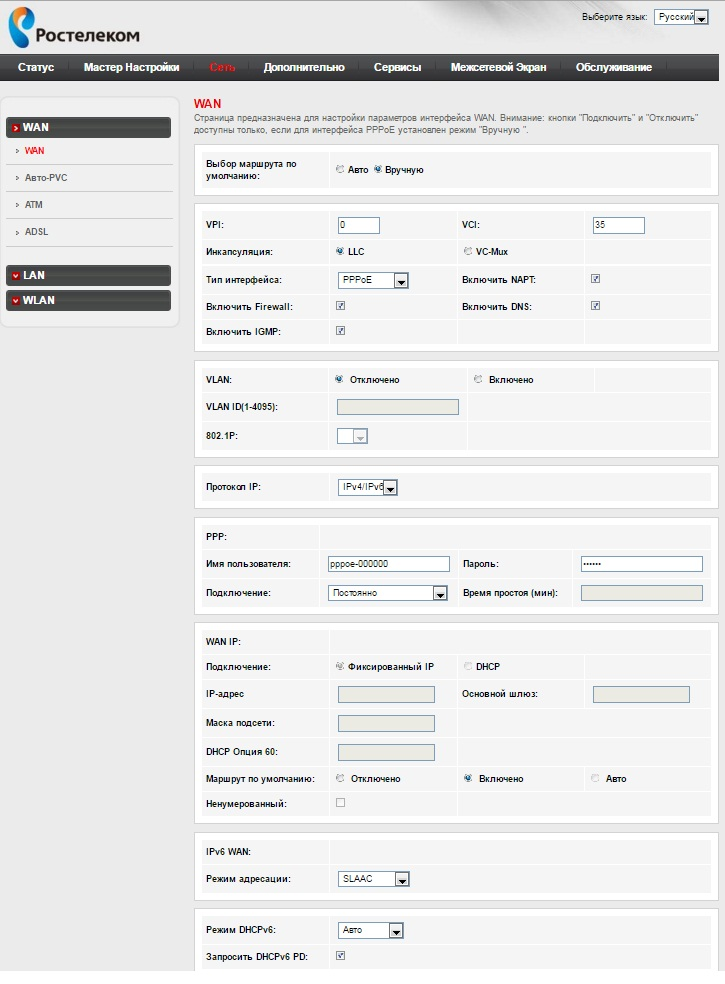 Ростелеком
Выберите язык: Русский
Статус Мастер Настройки Сеть Дополнительно Сервисы Межсетевой Экран Обслуживание
WAN
WAN
Авто-PVC
ATM
ADSL
LAN
WLAN
WAN
Страница предназначена для настройки параметров интерфейса WAN. Внимание: кнопки "Подключить" и "Отключить"
доступны только, если для интерфейса PPPoE установлен режим "Вручную ".
Выбор маршрута по
умолчанию:
Авто Вручную
VPI: 0 VCI: 35
Инкапсуляция: LLC VC-Mux
Тип интерфейса: PPPoE Включить NAPT:
Включить Firewall: Включить DNS:
Включить IGMP:
VLAN: Отключено Включено
VLAN ID(1-4095):
802.1P:
Протокол IP: IPv4/IPv6
PPP:
Имя пользователя: pppoe-000000 Пароль: ••••••
Подключение: Постоянно Время простоя (мин):
WAN IP:
Подключение: Фиксированный IP DHCP
IP-адрес Основной шлюз:
Маска подсети:
DHCP Опция 60:
Маршрут по умолчанию: Отключено Включено Авто
Ненумерованный:
IPv6 WAN:
Режим адресации: SLAAC
Режим DHCPv6: Авто
Запросить DHCPv6 PD: